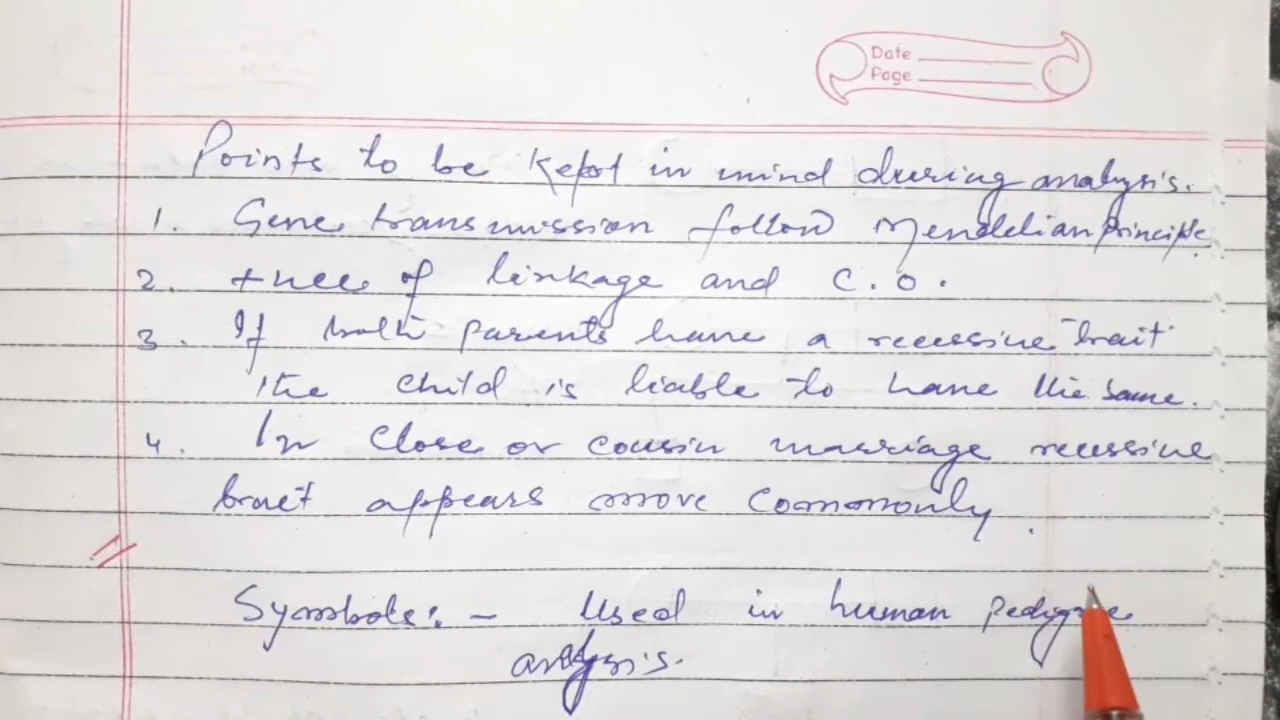 Date
Page
Points to be kept in mind during analysis.
1. Gene transmission follow Mendelian principle.
2. free of linkage and C.O.
3. If both parents have a recessive trait
the child is liable to have the same.
4. In close or cousin marriage recessive
trait appears more commonly.
Symbols:- Used in human pedigree
analysis.